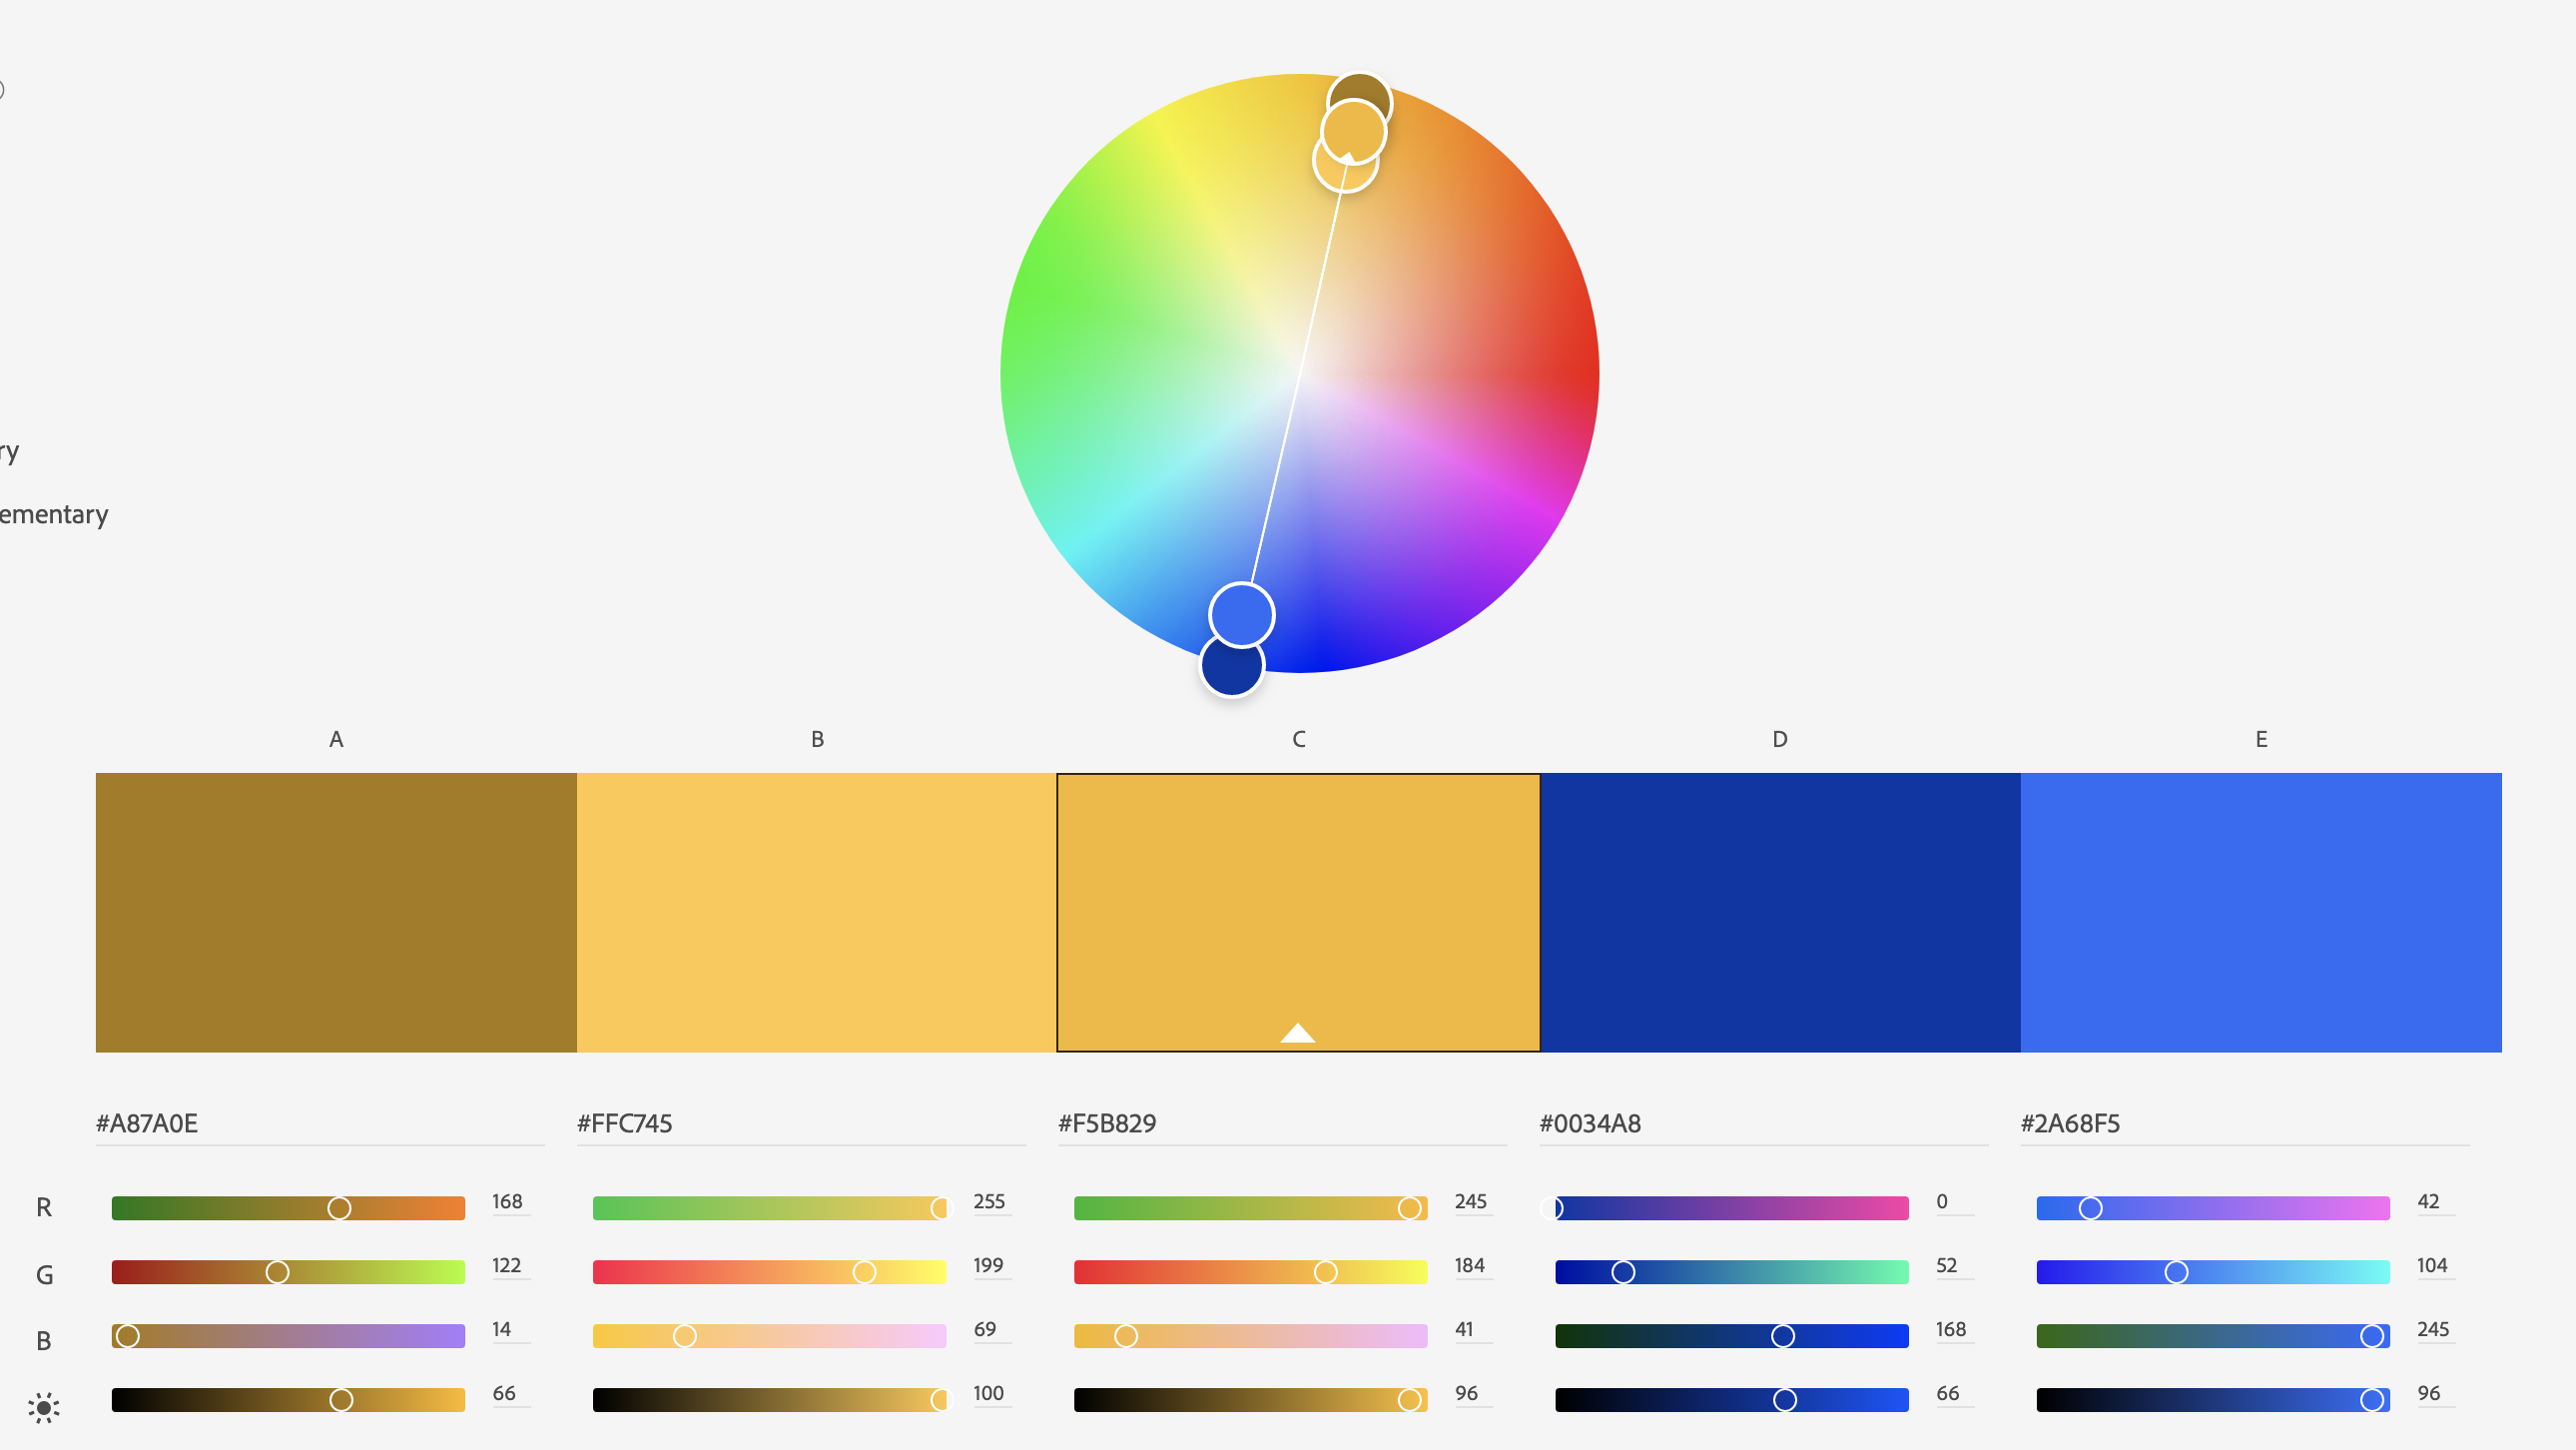 ry
ementary
A B C D E
#A87A0E #FFC745 #F5B829 #0034A8 #2A68F5
R 168 255 245 0 42
G 122 199 184 52 104
B 14 69 41 168 245
66 100 96 66 96